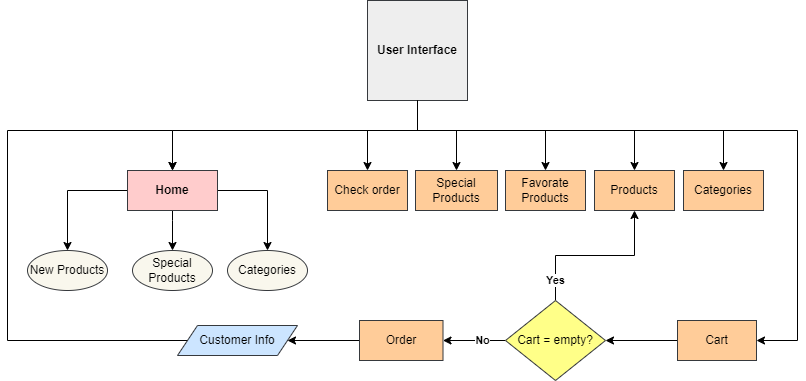 User Interface
Home
Check order
Special
Products
Favorate
Products
Products
Categories
New Products
Special
Products
Categories
Yes
Customer Info
Order
No
Cart = empty?
Cart